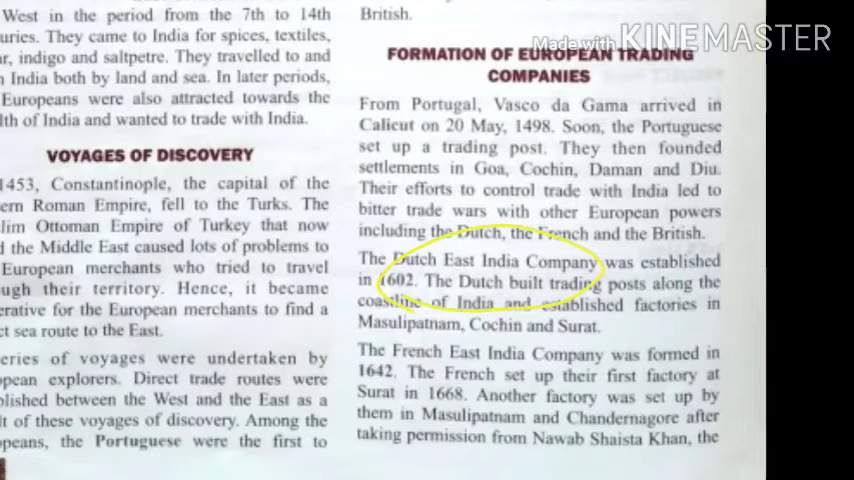 West in the period from the 7th to 14th
uries. They came to India for spices, textiles,
indigo and saltpetre. They travelled to and
India both by land and sea. In later periods,
Europeans were also attracted towards the
lth of India and wanted to trade with India.
VOYAGES OF DISCOVERY
1453, Constantinople, the capital of the
ern Roman Empire, fell to the Turks. The
lim Ottoman Empire of Turkey that now
the Middle East caused lots of problems to
European merchants who tried to travel
ugh their territory. Hence, it became
erative for the European merchants to find a
ct sea route to the East.
eries of voyages were undertaken by
pean explorers. Direct trade routes were
blished between the West and the East as a
lt of these voyages of discovery. Among the
peans, the Portuguese were the first to
British.
Made with KINEMASTER
FORMATION OF EUROPEAN TRADING
COMPANIES
From Portugal, Vasco da Gama arrived in
Calicut on 20 May, 1498. Soon, the Portuguese
set up a trading post. They then founded
settlements in Goa, Cochin, Daman and Diu.
Their efforts to control trade with India led to
bitter trade wars with other European powers
including the Dutch, the French and the British.
The Dutch East India Company was established
in 1602. The Dutch built trading posts along the
coastline of India and established factories in
Masulipatnam, Cochin and Surat.
The French East India Company was formed in
1642. The French set up their first factory at
Surat in 1668. Another factory was set up by
them in Masulipatnam and Chandernagore after
taking permission from Nawab Shaista Khan, the